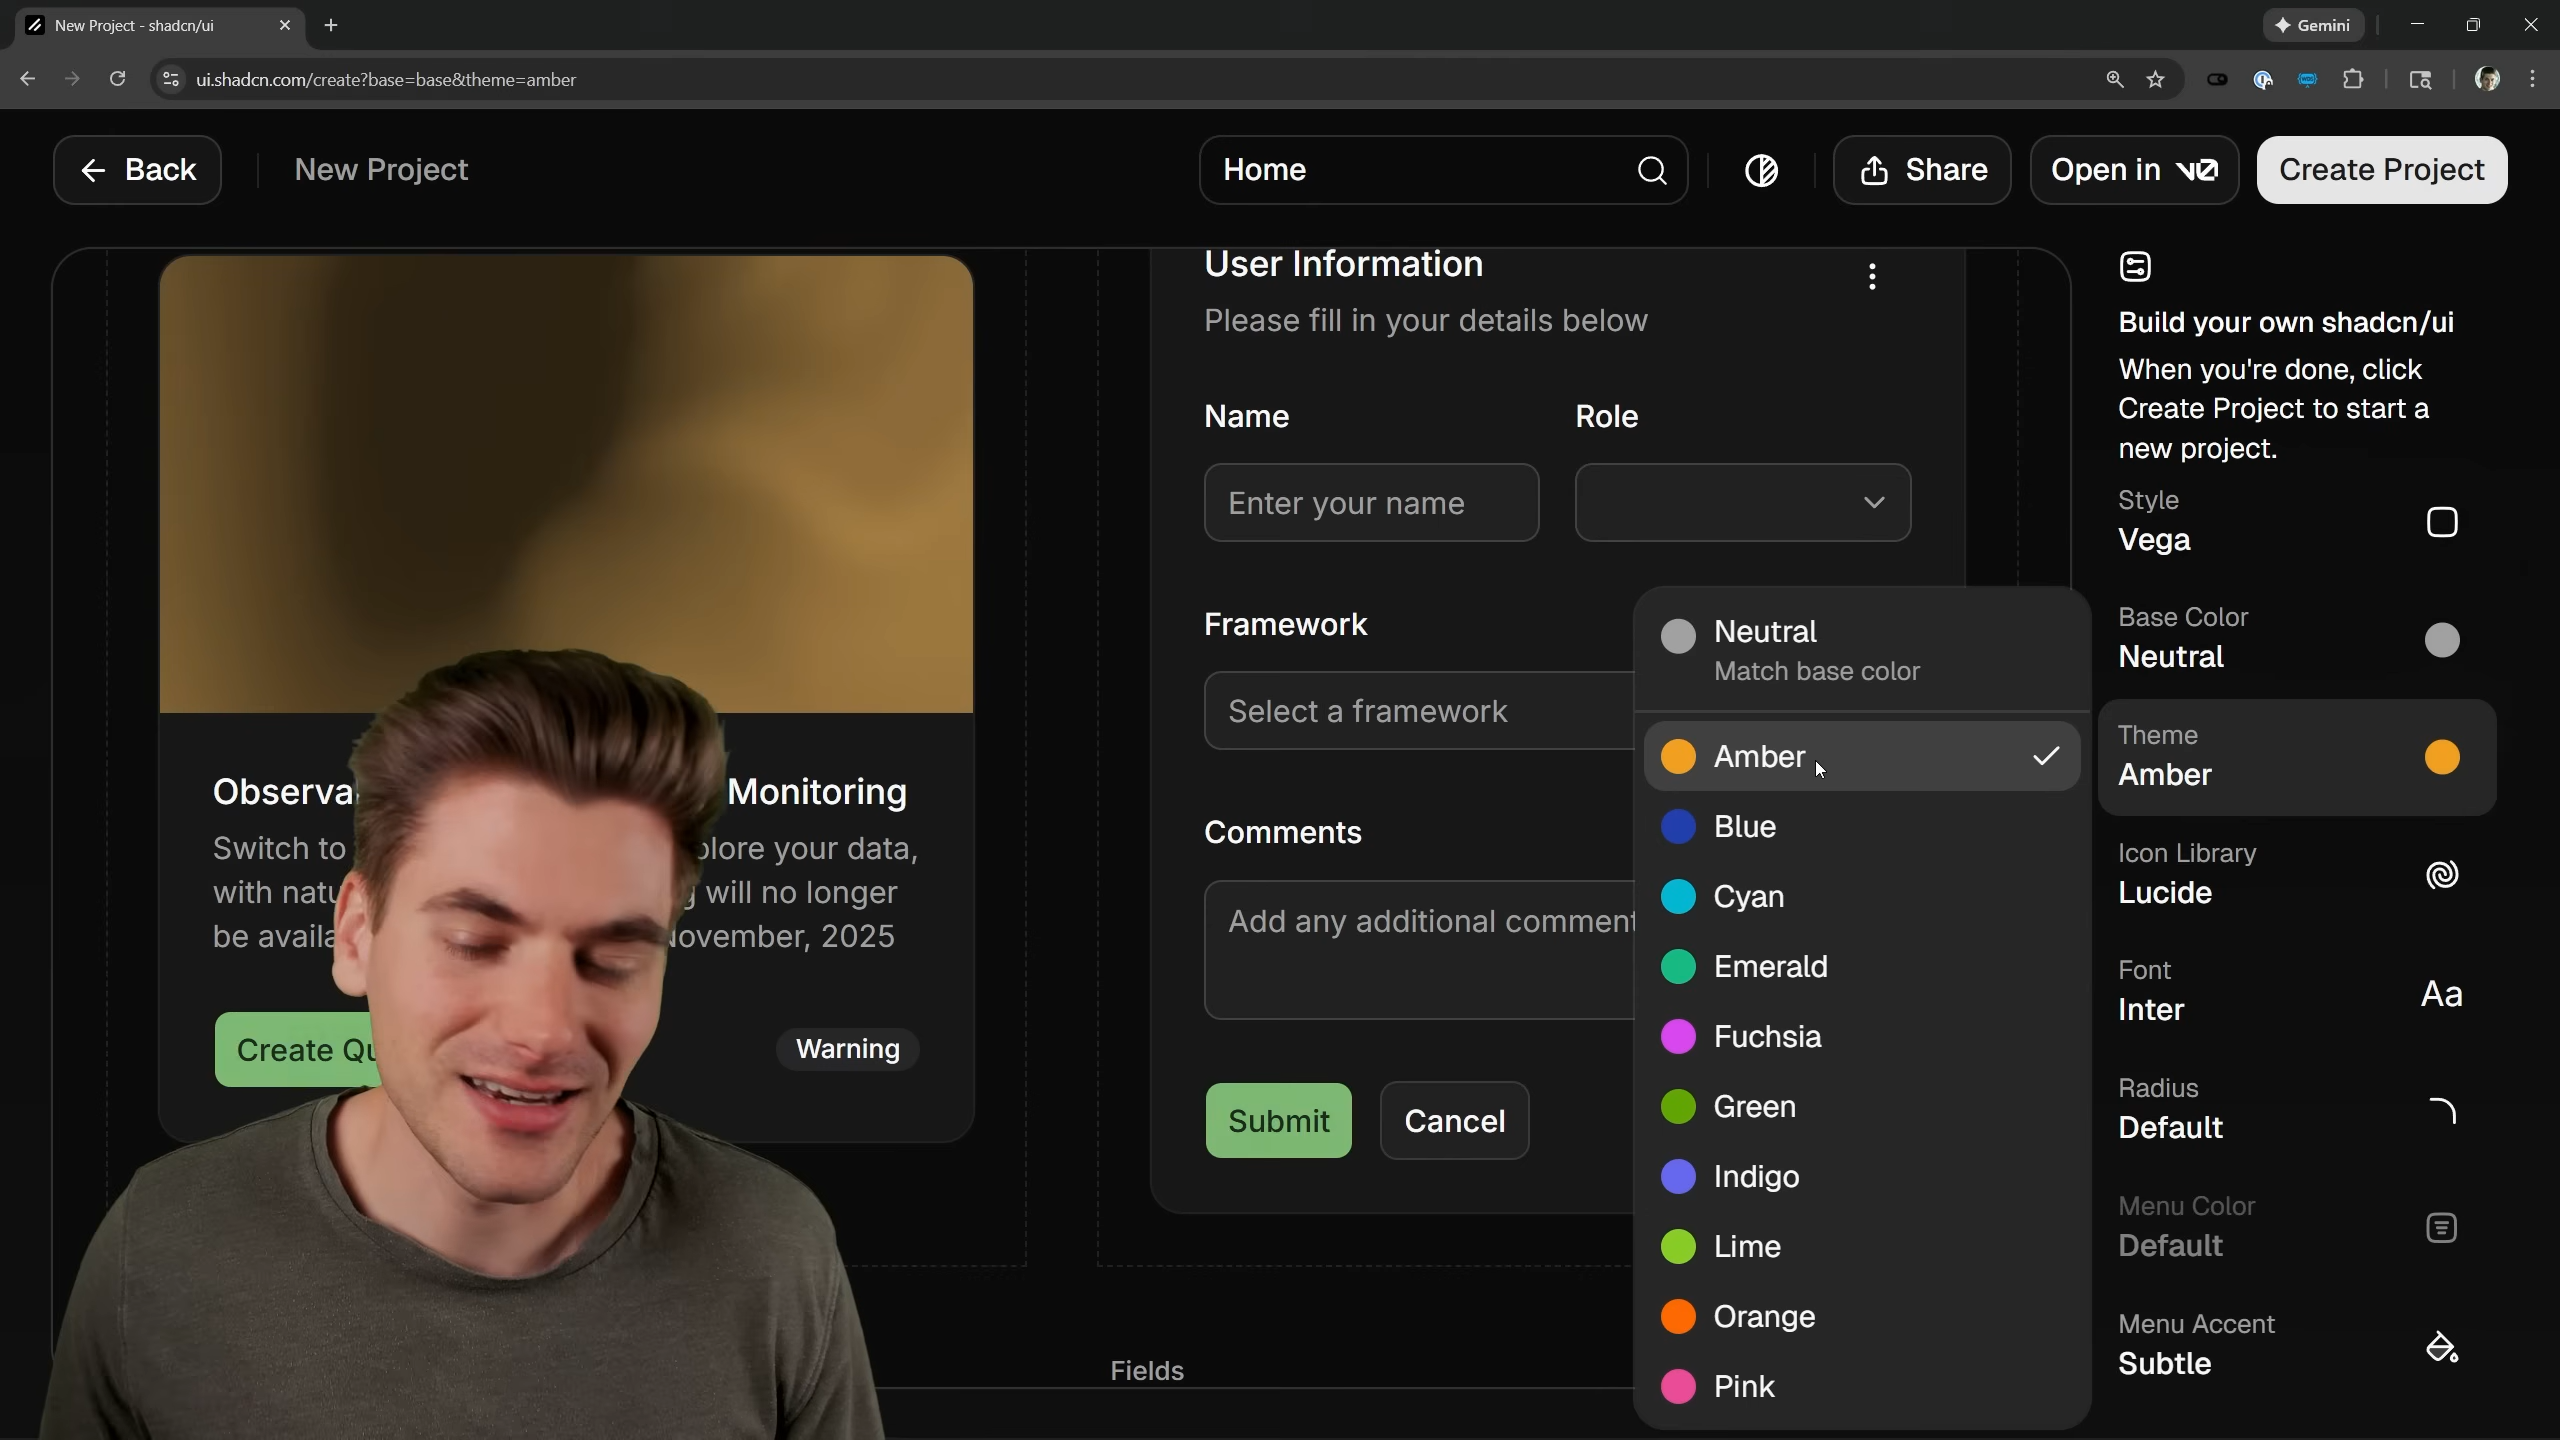 New Project - shadcn/ui
Gemini
ui.shadcn.com/create?base=base&theme=amber
Back
New Project
Home
Share
Open in v0
Create Project
User Information
Please fill in your details below
Name
Role
Enter your name
Framework
Select a framework
Comments
Add any additional comment
Submit
Cancel
Observa
Monitoring
Switch to
plore your data,
with natu
will no longer
be availa
November, 2025
Create Qu
Warning
Fields
Neutral
Match base color
Amber
Blue
Cyan
Emerald
Fuchsia
Green
Indigo
Lime
Orange
Pink
Build your own shadcn/ui
When you're done, click
Create Project to start a
new project.
Style
Vega
Base Color
Neutral
Theme
Amber
Icon Library
Lucide
Font
Inter
Aa
Radius
Default
Menu Color
Default
Menu Accent
Subtle